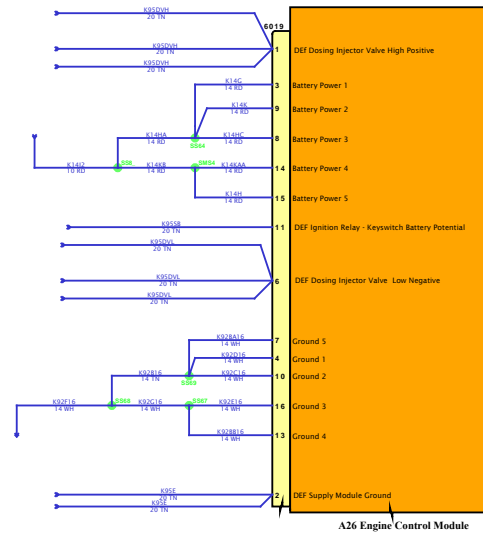 6019
K95DVH
20 TN
1 DEF Dosing Injector Valve High Positive
K95DVH
20 TN
K95DVH
20 TN
K14G
14 RD
3 Battery Power 1
K14K
14 RD
9 Battery Power 2
K14HA
14 RD
SS64
K14HC
14 RD
8 Battery Power 3
K14I2
10 RD
K14KB
14 RD
SMS4
K14KAA
14 RD
14 Battery Power 4
K14H
14 RD
15 Battery Power 5
K95SB
20 TN
11 DEF Ignition Relay - Keyswitch Battery Potential
K95DVL
20 TN
K95DVL
20 TN
6 DEF Dosing Injector Valve Low Negative
K95DVL
20 TN
K92BA16
14 WH
7 Ground 5
K92D16
14 WH
4 Ground 1
K92B16
14 TN
SS65
K92C16
14 WH
10 Ground 2
K92F16
14 WH
SS68
K92G16
14 WH
SS67
K92E16
14 WH
16 Ground 3
K92BB16
14 WH
13 Ground 4
K95E
20 TN
2 DEF Supply Module Ground
K95E
20 TN
A26 Engine Control Module